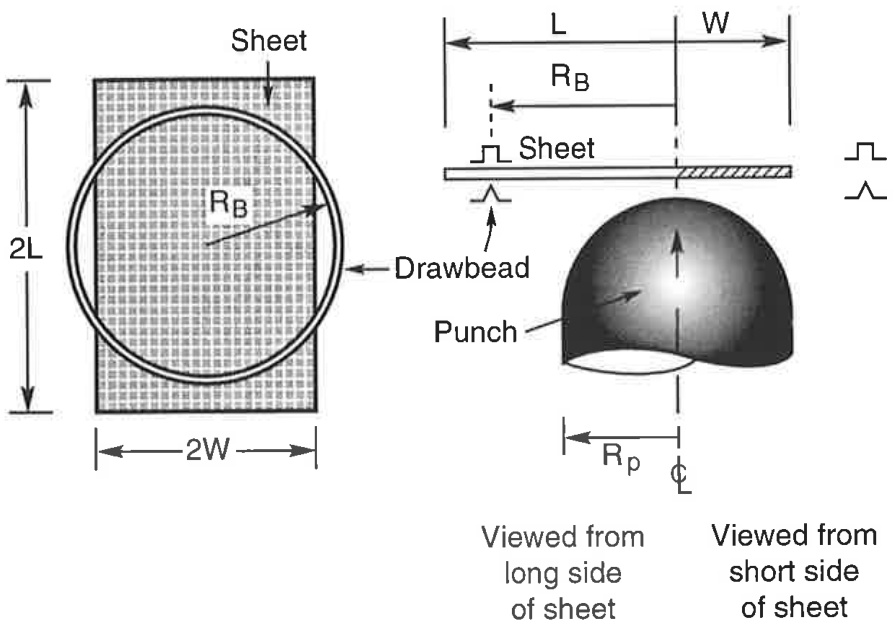 Sheet
R_B
2L
2W
Drawbead
L
W
R_B
Sheet
Punch
R_p
℄
Viewed from
long side
of sheet
Viewed from
short side
of sheet